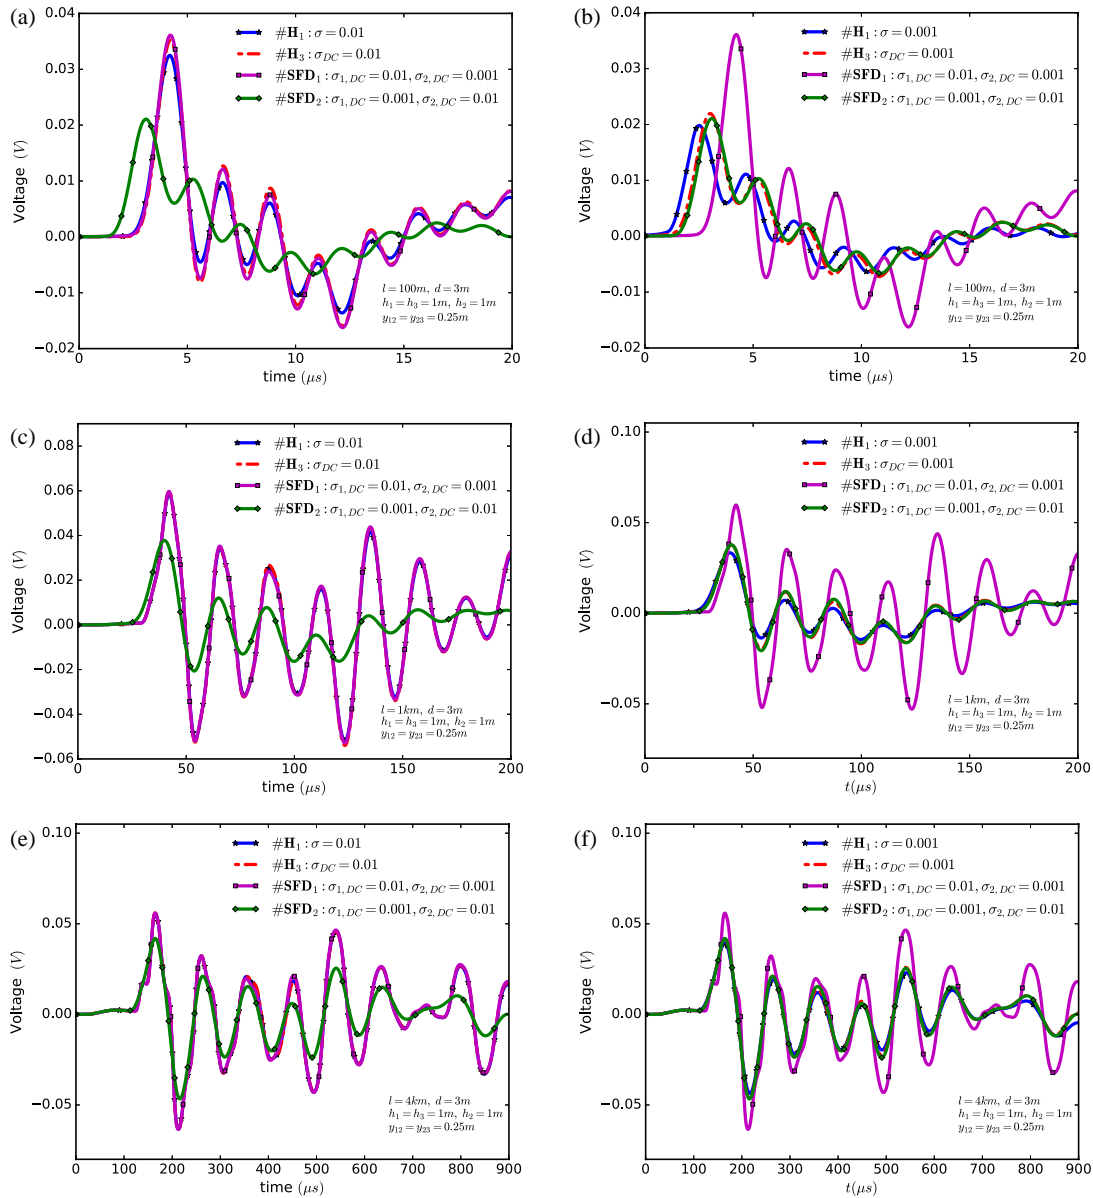 (a)
0.04
0.03
0.02
0.01
0.00
−0.01
−0.02
Voltage (V)
#H₁ : σ = 0.01
#H₃ : σ_DC = 0.01
#SFD₁ : σ₁,DC = 0.01, σ₂,DC = 0.001
#SFD₂ : σ₁,DC = 0.001, σ₂,DC = 0.01
l = 100m, d = 3m
h₁ = h₃ = 1m, h₂ = 1m
y₁₂ = y₂₃ = 0.25m
0 5 10 15 20
time (μs)
(b)
0.04
0.03
0.02
0.01
0.00
−0.01
−0.02
Voltage (V)
#H₁ : σ = 0.001
#H₃ : σ_DC = 0.001
#SFD₁ : σ₁,DC = 0.01, σ₂,DC = 0.001
#SFD₂ : σ₁,DC = 0.001, σ₂,DC = 0.01
l = 100m, d = 3m
h₁ = h₃ = 1m, h₂ = 1m
y₁₂ = y₂₃ = 0.25m
0 5 10 15 20
time (μs)
(c)
0.08
0.06
0.04
0.02
0.00
−0.02
−0.04
−0.06
Voltage (V)
#H₁ : σ = 0.01
#H₃ : σ_DC = 0.01
#SFD₁ : σ₁,DC = 0.01, σ₂,DC = 0.001
#SFD₂ : σ₁,DC = 0.001, σ₂,DC = 0.01
l = 1km, d = 3m
h₁ = h₃ = 1m, h₂ = 1m
y₁₂ = y₂₃ = 0.25m
0 50 100 150 200
time (μs)
(d)
0.10
0.05
0.00
−0.05
Voltage (V)
#H₁ : σ = 0.001
#H₃ : σ_DC = 0.001
#SFD₁ : σ₁,DC = 0.01, σ₂,DC = 0.001
#SFD₂ : σ₁,DC = 0.001, σ₂,DC = 0.01
l = 1km, d = 3m
h₁ = h₃ = 1m, h₂ = 1m
y₁₂ = y₂₃ = 0.25m
0 50 100 150 200
t(μs)
(e)
0.10
0.05
0.00
−0.05
Voltage (V)
#H₁ : σ = 0.01
#H₃ : σ_DC = 0.01
#SFD₁ : σ₁,DC = 0.01, σ₂,DC = 0.001
#SFD₂ : σ₁,DC = 0.001, σ₂,DC = 0.01
l = 4km, d = 3m
h₁ = h₃ = 1m, h₂ = 1m
y₁₂ = y₂₃ = 0.25m
0 100 200 300 400 500 600 700 800 900
time (μs)
(f)
0.10
0.05
0.00
−0.05
Voltage (V)
#H₁ : σ = 0.001
#H₃ : σ_DC = 0.001
#SFD₁ : σ₁,DC = 0.01, σ₂,DC = 0.001
#SFD₂ : σ₁,DC = 0.001, σ₂,DC = 0.01
l = 4km, d = 3m
h₁ = h₃ = 1m, h₂ = 1m
y₁₂ = y₂₃ = 0.25m
0 100 200 300 400 500 600 700 800 900
t(μs)